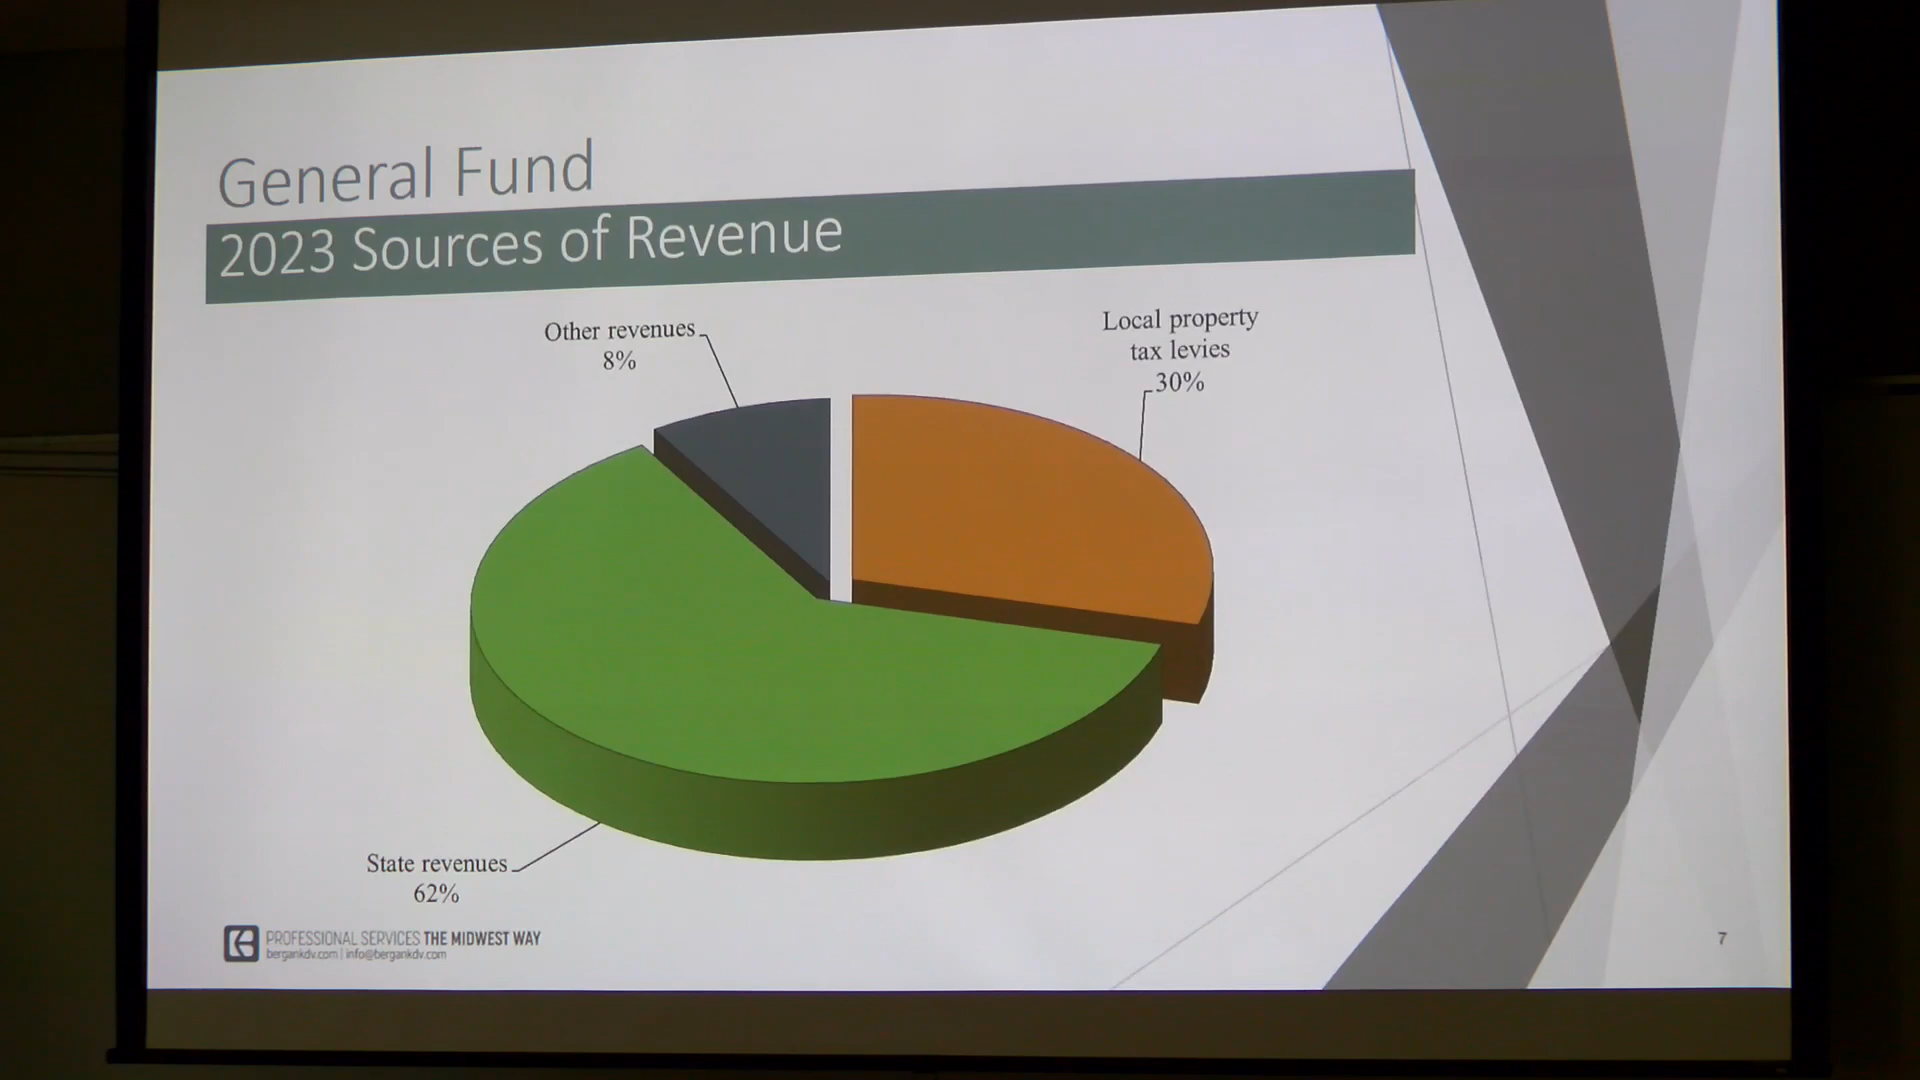 General Fund
2023 Sources of Revenue
Other revenues
8%
Local property
tax levies
30%
State revenues
62%
PROFESSIONAL SERVICES THE MIDWEST WAY
bergankdv.com | info@bergankdv.com
7